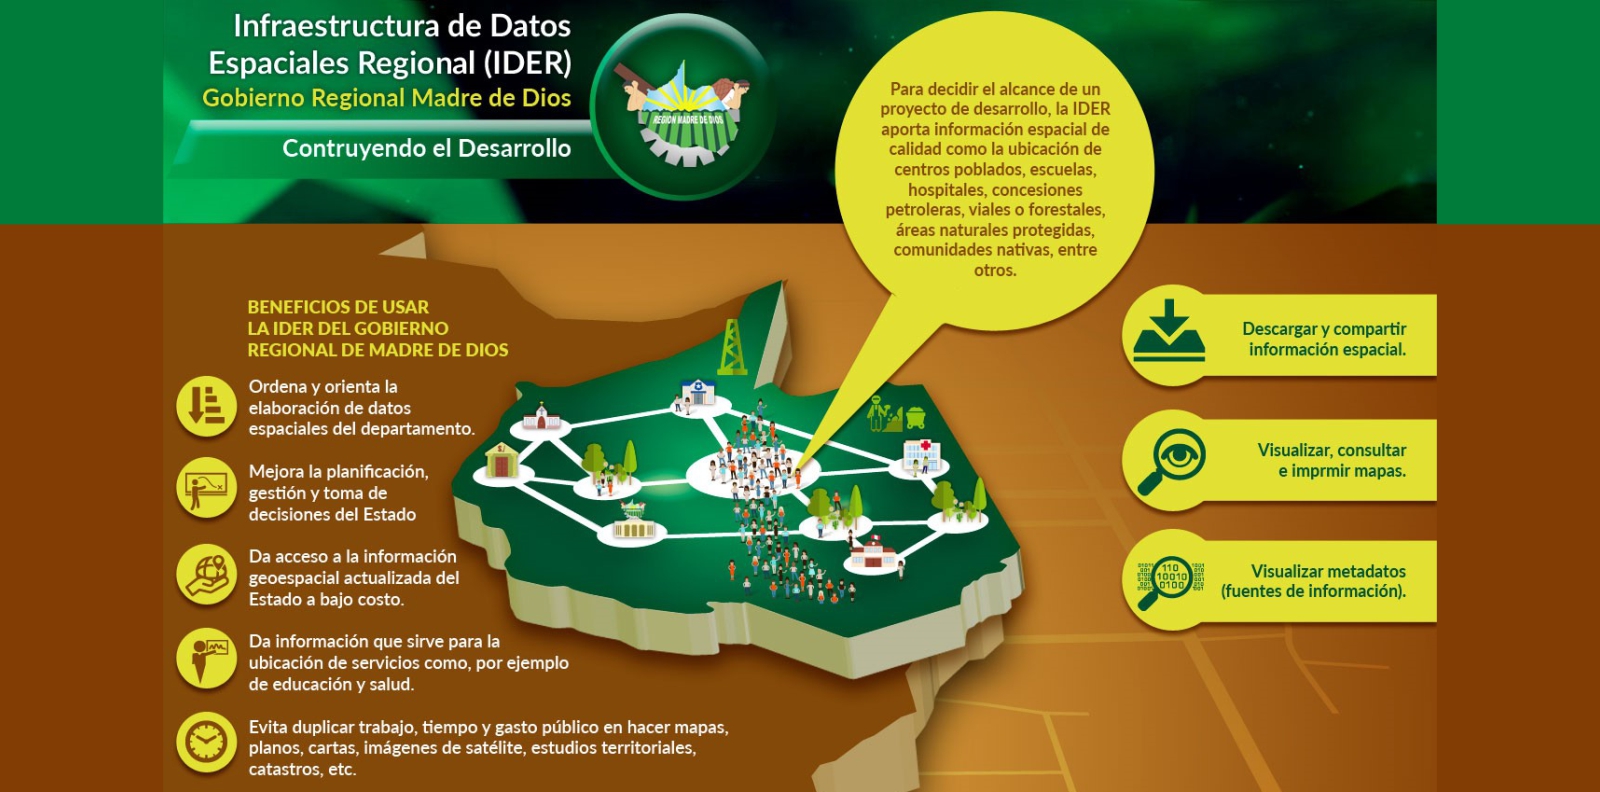 Infraestructura de Datos
Espaciales Regional (IDER)
Gobierno Regional Madre de Dios
Contruyendo el Desarrollo
REGION MADRE DE DIOS
Para decidir el alcance de un
proyecto de desarrollo, la IDER
aporta información espacial de
calidad como la ubicación de
centros poblados, escuelas,
hospitales, concesiones
petroleras, viales o forestales,
áreas naturales protegidas,
comunidades nativas, entre
otros.
BENEFICIOS DE USAR
LA IDER DEL GOBIERNO
REGIONAL DE MADRE DE DIOS
Ordena y orienta la
elaboración de datos
espaciales del departamento.
Mejora la planificación,
gestión y toma de
decisiones del Estado
Da acceso a la información
geoespacial actualizada del
Estado a bajo costo.
Da información que sirve para la
ubicación de servicios como, por ejemplo
de educación y salud.
Evita duplicar trabajo, tiempo y gasto público en hacer mapas,
planos, cartas, imágenes de satélite, estudios territoriales,
catastros, etc.
Descargar y compartir
información espacial.
Visualizar, consultar
e imprmir mapas.
110
10010
0100
Visualizar metadatos
(fuentes de información).